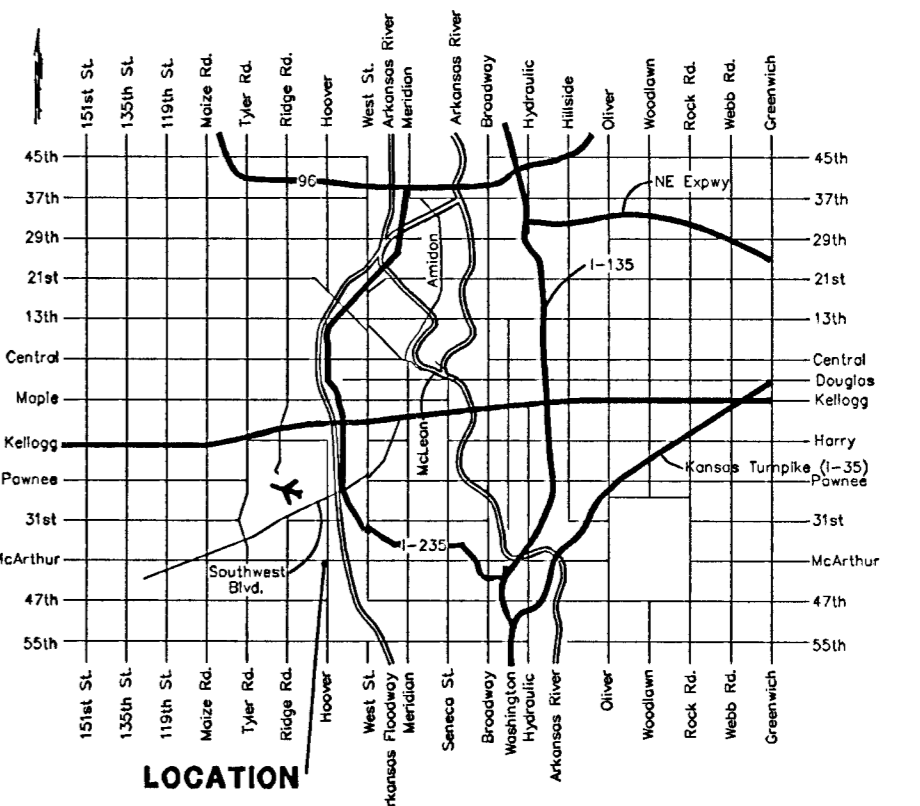 151st St.
135th St.
119th St.
Maize Rd.
Tyler Rd.
Ridge Rd.
Hoover
West St.
Arkansas River
Meridian
Arkansas River
Broadway
Hydraulic
Hillside
Oliver
Woodlawn
Rock Rd.
Webb Rd.
Greenwich
45th
37th
29th
21st
13th
Central
Maple
Kellogg
Pawnee
31st
McArthur
47th
55th
96
Amidon
NE Expwy
I-135
McLean
Kansas Turnpike (I-35)
Southwest
Blvd.
I-235
45th
37th
29th
21st
13th
Central
Douglas
Kellogg
Harry
Pawnee
31st
McArthur
47th
55th
151st St.
135th St.
119th St.
Maize Rd.
Tyler Rd.
Ridge Rd.
Hoover
West St.
rkansas Floodway
Meridian
Seneca St.
Broadway
Washington
Hydraulic
Arkansas River
Oliver
Woodlawn
Rock Rd.
Webb Rd.
Greenwich
LOCATION